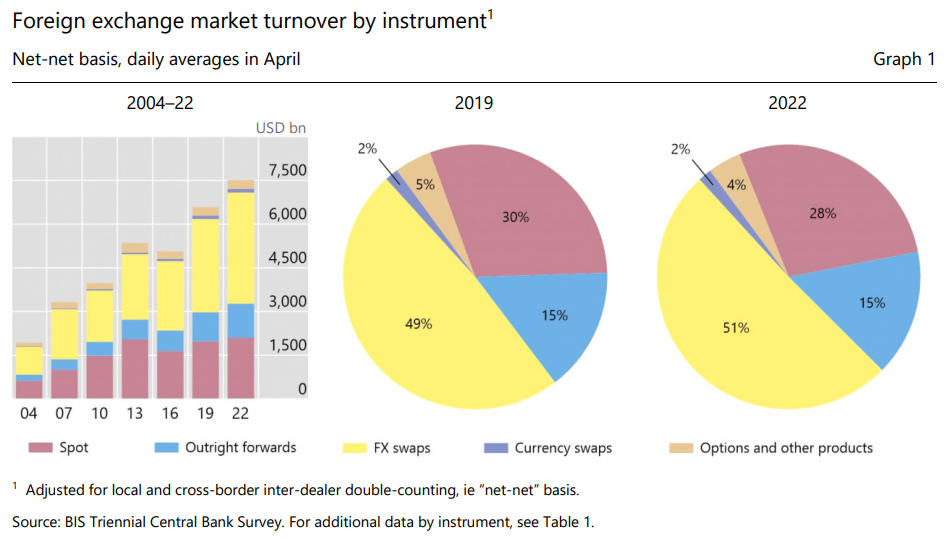 Foreign exchange market turnover by instrument¹
Net-net basis, daily averages in April
Graph 1
2004–22
2019
2022
USD bn
7,500
6,000
4,500
3,000
1,500
0
04 07 10 13 16 19 22
2%
5%
30%
15%
49%
2%
4%
28%
15%
51%
Spot
Outright forwards
FX swaps
Currency swaps
Options and other products
¹ Adjusted for local and cross-border inter-dealer double-counting, ie “net-net” basis.
Source: BIS Triennial Central Bank Survey. For additional data by instrument, see Table 1.